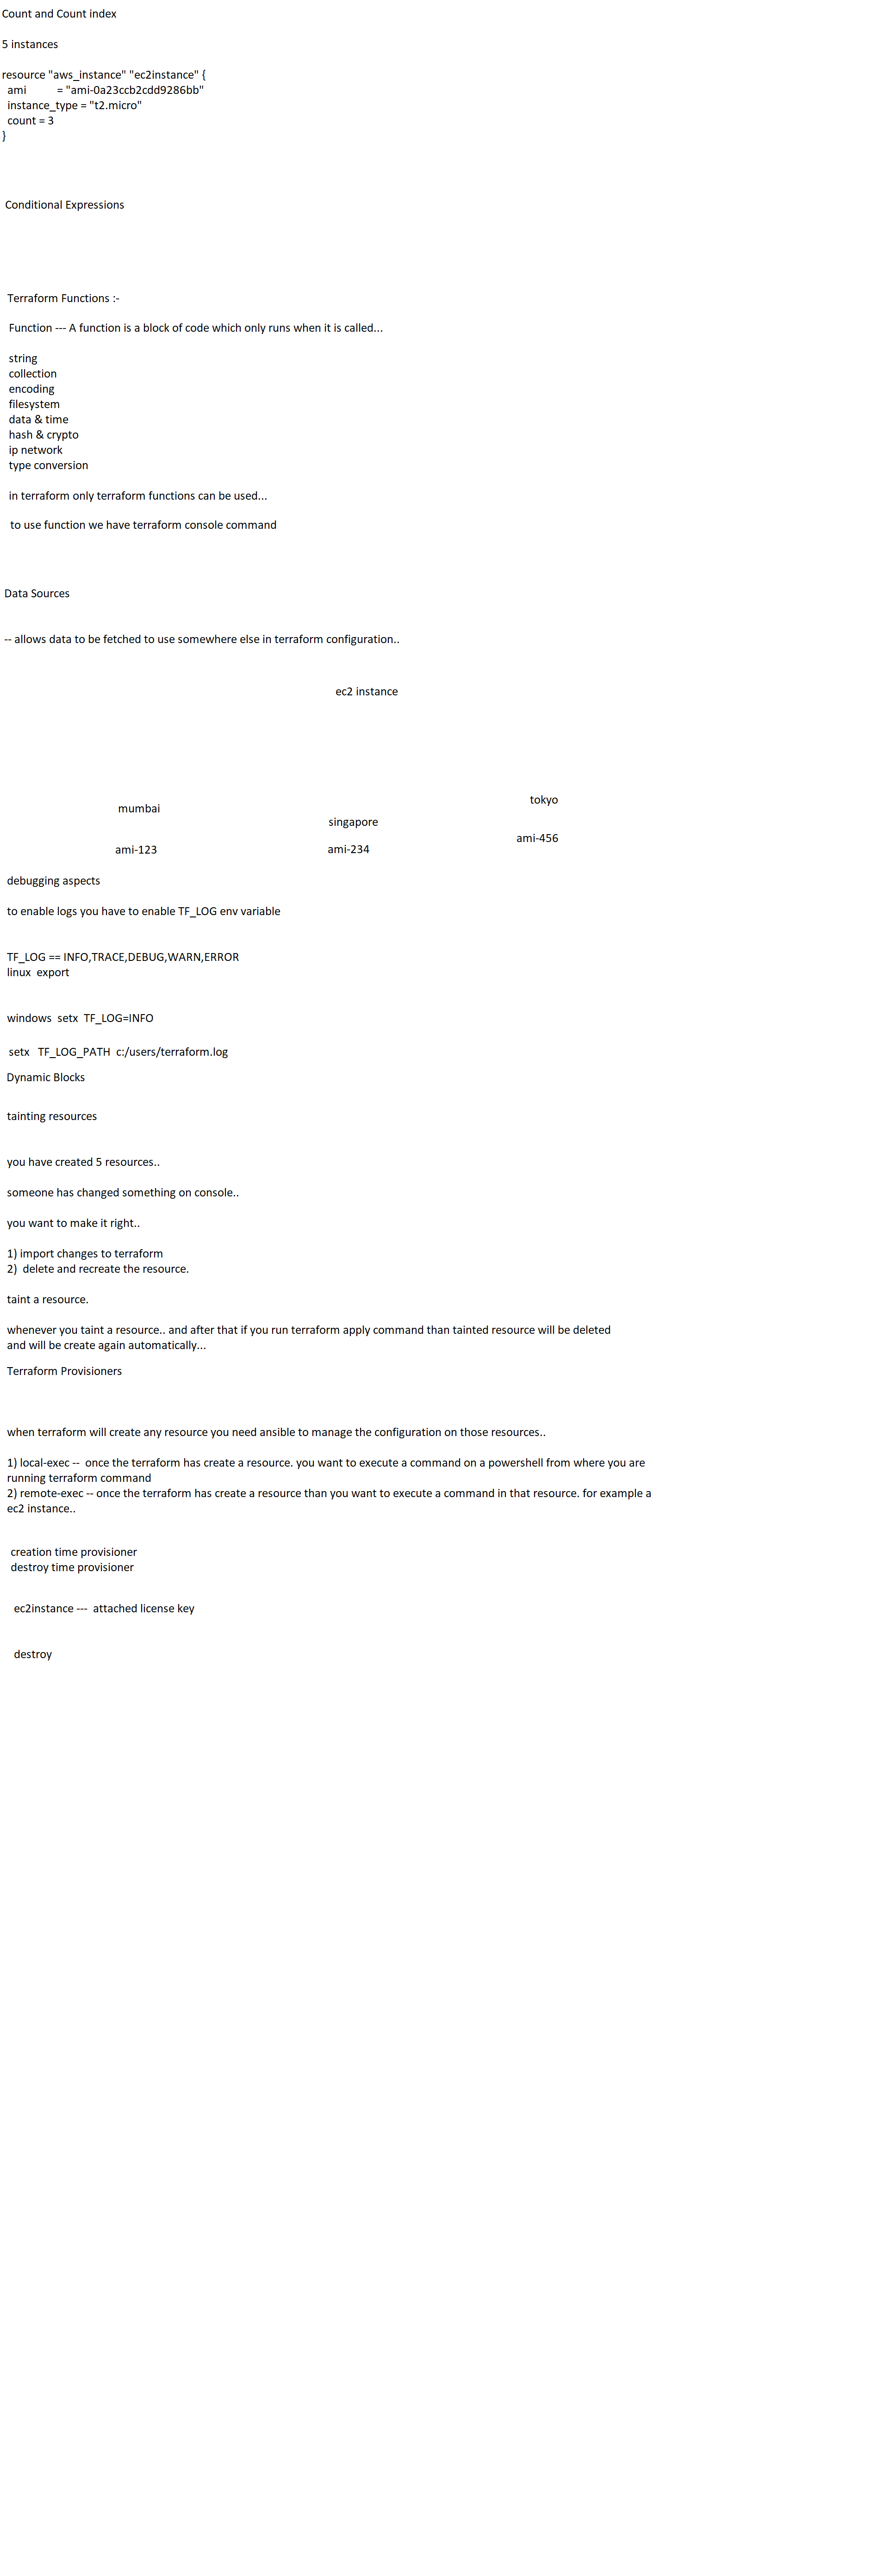 Count and Count index
5 instances
resource "aws_instance" "ec2instance" {
ami = "ami-0a23ccb2cdd9286bb"
instance_type = "t2.micro"
count = 3
}
Conditional Expressions
Terraform Functions :-
Function --- A function is a block of code which only runs when it is called...
string
collection
encoding
filesystem
data & time
hash & crypto
ip network
type conversion
in terraform only terraform functions can be used...
to use function we have terraform console command
Data Sources
-- allows data to be fetched to use somewhere else in terraform configuration..
ec2 instance
mumbai
singapore
tokyo
ami-123
ami-234
ami-456
debugging aspects
to enable logs you have to enable TF_LOG env variable
TF_LOG == INFO,TRACE,DEBUG,WARN,ERROR
linux export
windows setx TF_LOG=INFO
setx TF_LOG_PATH c:/users/terraform.log
Dynamic Blocks
tainting resources
you have created 5 resources..
someone has changed something on console..
you want to make it right..
1) import changes to terraform
2) delete and recreate the resource.
taint a resource.
whenever you taint a resource.. and after that if you run terraform apply command than tainted resource will be deleted
and will be create again automatically...
Terraform Provisioners
when terraform will create any resource you need ansible to manage the configuration on those resources..
1) local-exec -- once the terraform has create a resource. you want to execute a command on a powershell from where you are
running terraform command
2) remote-exec -- once the terraform has create a resource than you want to execute a command in that resource. for example a
ec2 instance..
creation time provisioner
destroy time provisioner
ec2instance --- attached license key
destroy